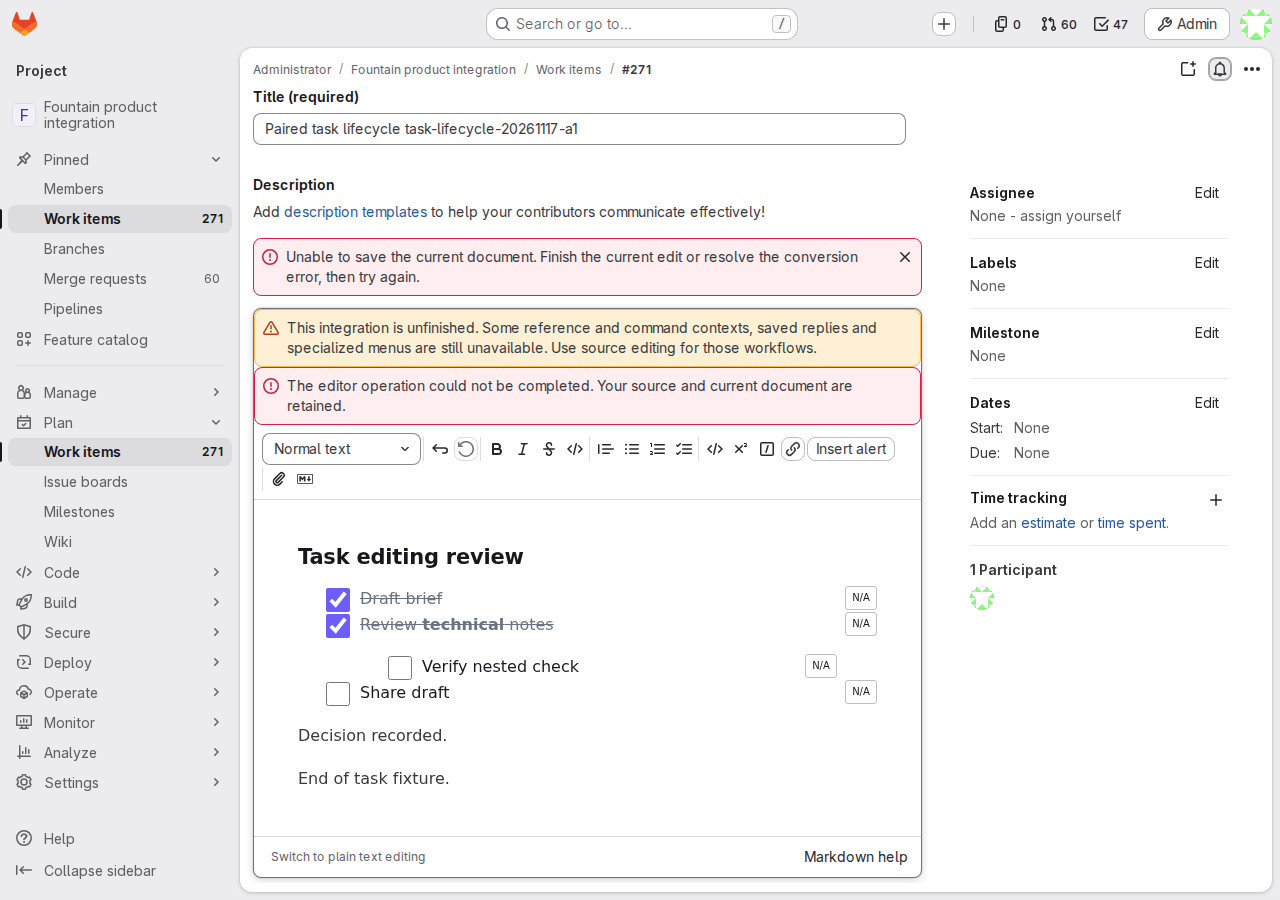 Search or go to...
/
0
60
47
Admin
Project
F
Fountain product
integration
Pinned
Members
Work items
271
Branches
Merge requests
60
Pipelines
Feature catalog
Manage
Plan
Work items
271
Issue boards
Milestones
Wiki
Code
Build
Secure
Deploy
Operate
Monitor
Analyze
Settings
Help
Collapse sidebar
Administrator / Fountain product integration / Work items / #271
Title (required)
Paired task lifecycle task-lifecycle-20261117-a1
Description
Add description templates to help your contributors communicate effectively!
Unable to save the current document. Finish the current edit or resolve the conversion
error, then try again.
This integration is unfinished. Some reference and command contexts, saved replies and
specialized menus are still unavailable. Use source editing for those workflows.
The editor operation could not be completed. Your source and current document are
retained.
Normal text
Insert alert
Task editing review
Draft brief
N/A
Review technical notes
N/A
Verify nested check
N/A
Share draft
N/A
Decision recorded.
End of task fixture.
Switch to plain text editing
Markdown help
Assignee
Edit
None - assign yourself
Labels
Edit
None
Milestone
Edit
None
Dates
Edit
Start: None
Due: None
Time tracking
Add an estimate or time spent.
1 Participant